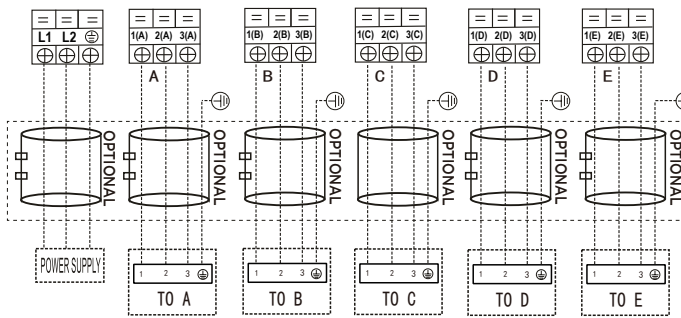 L1 L2
1(A) 2(A) 3(A)
1(B) 2(B) 3(B)
1(C) 2(C) 3(C)
1(D) 2(D) 3(D)
1(E) 2(E) 3(E)
A
B
C
D
E
OPTIONAL
OPTIONAL
OPTIONAL
OPTIONAL
OPTIONAL
OPTIONAL
POWER SUPPLY
1 2 3
TO A
1 2 3
TO B
1 2 3
TO C
1 2 3
TO D
1 2 3
TO E